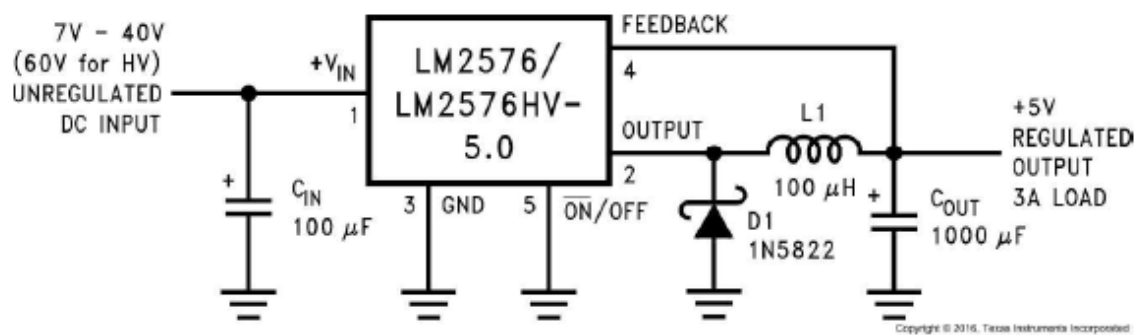 7V - 40V
(60V for HV)
UNREGULATED
DC INPUT
+VIN
1
LM2576/
LM2576HV-
5.0
FEEDBACK
4
OUTPUT
2
L1
100 μH
+5V
REGULATED
OUTPUT
3A LOAD
+
CIN
100 μF
3
GND
5
ON/OFF
D1
1N5822
+
COUT
1000 μF
Copyright © 2016, Texas Instruments Incorporated